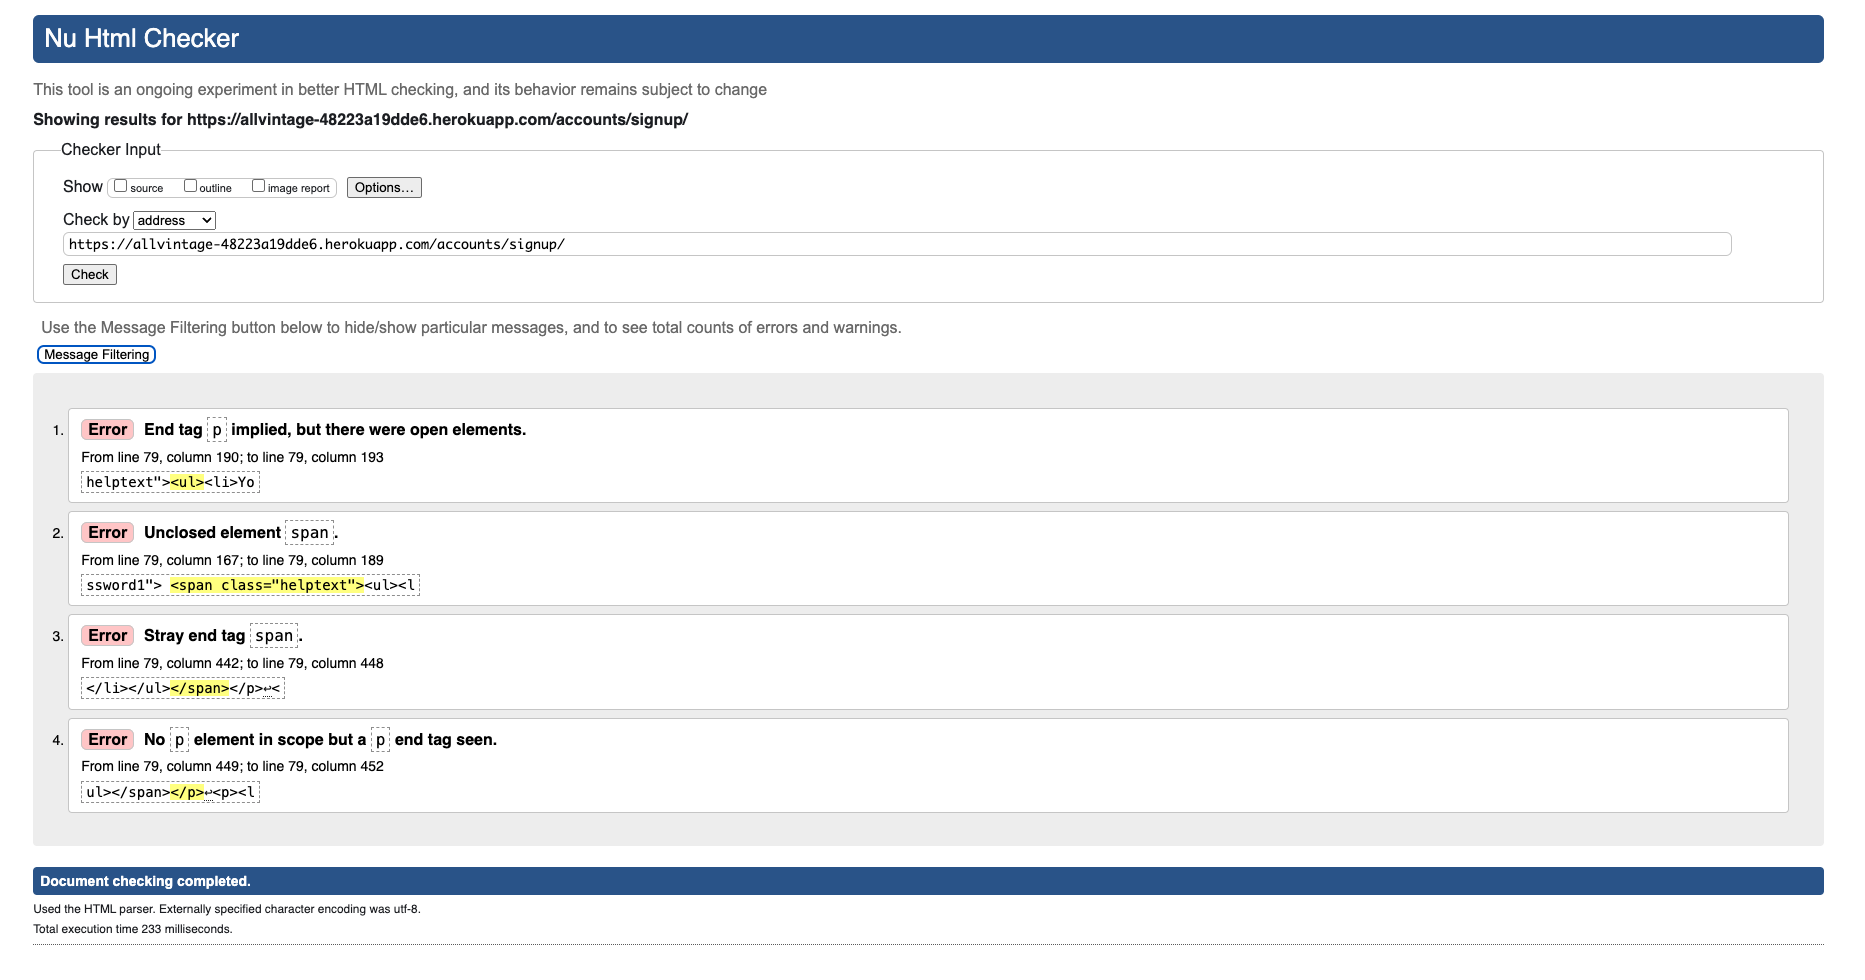 Nu Html Checker
This tool is an ongoing experiment in better HTML checking, and its behavior remains subject to change
Showing results for https://allvintage-48223a19dde6.herokuapp.com/accounts/signup/
Checker Input
Show source outline image report Options...
Check by address
https://allvintage-48223a19dde6.herokuapp.com/accounts/signup/
Check
Use the Message Filtering button below to hide/show particular messages, and to see total counts of errors and warnings.
Message Filtering
1. Error End tag p implied, but there were open elements.
From line 79, column 190; to line 79, column 193
helptext"><ul><li>Yo
2. Error Unclosed element span.
From line 79, column 167; to line 79, column 189
ssword1"> <span class="helptext"><ul><l
3. Error Stray end tag span.
From line 79, column 442; to line 79, column 448
</li></ul></span></p>↩<
4. Error No p element in scope but a p end tag seen.
From line 79, column 449; to line 79, column 452
ul></span></p>↩<p><l
Document checking completed.
Used the HTML parser. Externally specified character encoding was utf-8.
Total execution time 233 milliseconds.